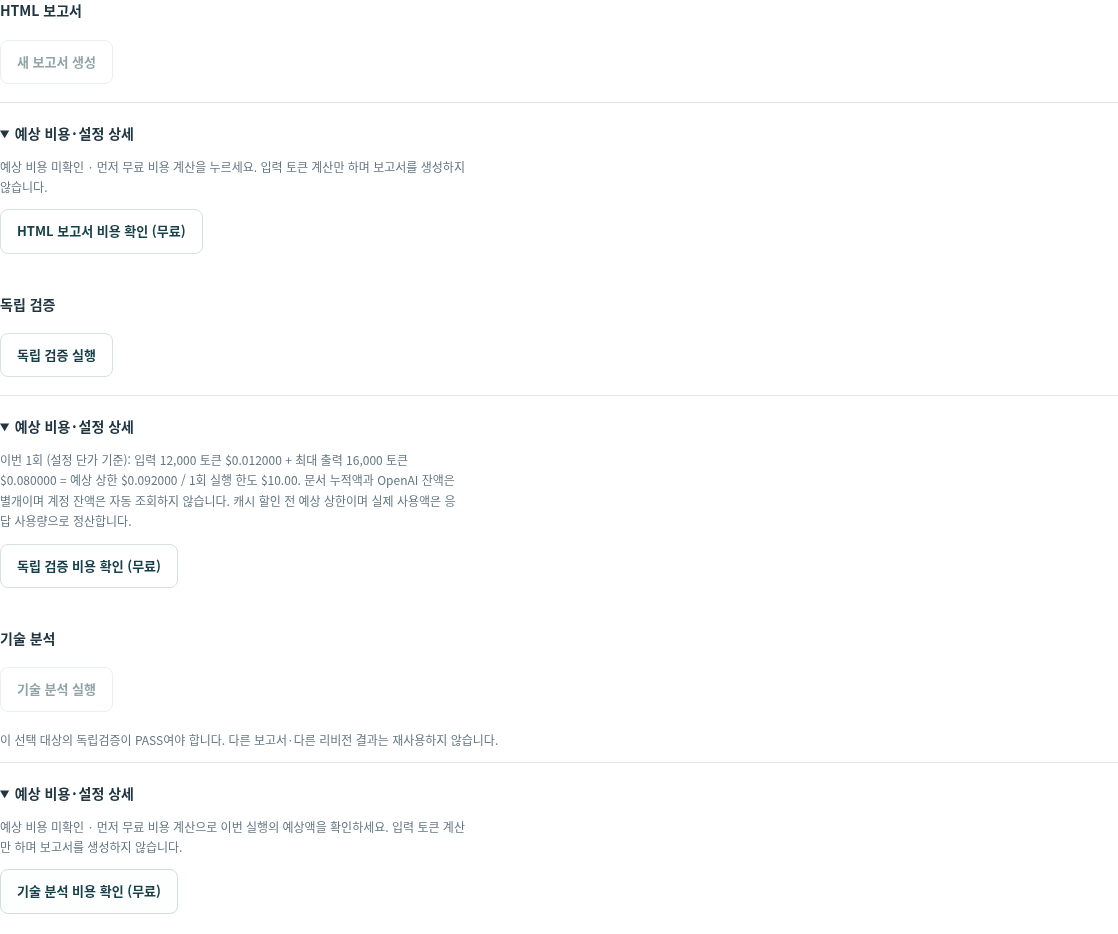 HTML 보고서
새 보고서 생성
▼ 예상 비용·설정 상세
예상 비용 미확인 · 먼저 무료 비용 계산을 누르세요. 입력 토큰 계산만 하며 보고서를 생성하지
않습니다.
HTML 보고서 비용 확인 (무료)
독립 검증
독립 검증 실행
▼ 예상 비용·설정 상세
이번 1회 (설정 단가 기준): 입력 12,000 토큰 $0.012000 + 최대 출력 16,000 토큰
$0.080000 = 예상 상한 $0.092000 / 1회 실행 한도 $10.00. 문서 누적액과 OpenAI 잔액은
별개이며 계정 잔액은 자동 조회하지 않습니다. 캐시 할인 전 예상 상한이며 실제 사용액은 응
답 사용량으로 정산합니다.
독립 검증 비용 확인 (무료)
기술 분석
기술 분석 실행
이 선택 대상의 독립검증이 PASS여야 합니다. 다른 보고서·다른 리비전 결과는 재사용하지 않습니다.
▼ 예상 비용·설정 상세
예상 비용 미확인 · 먼저 무료 비용 계산으로 이번 실행의 예상액을 확인하세요. 입력 토큰 계산
만 하며 보고서를 생성하지 않습니다.
기술 분석 비용 확인 (무료)